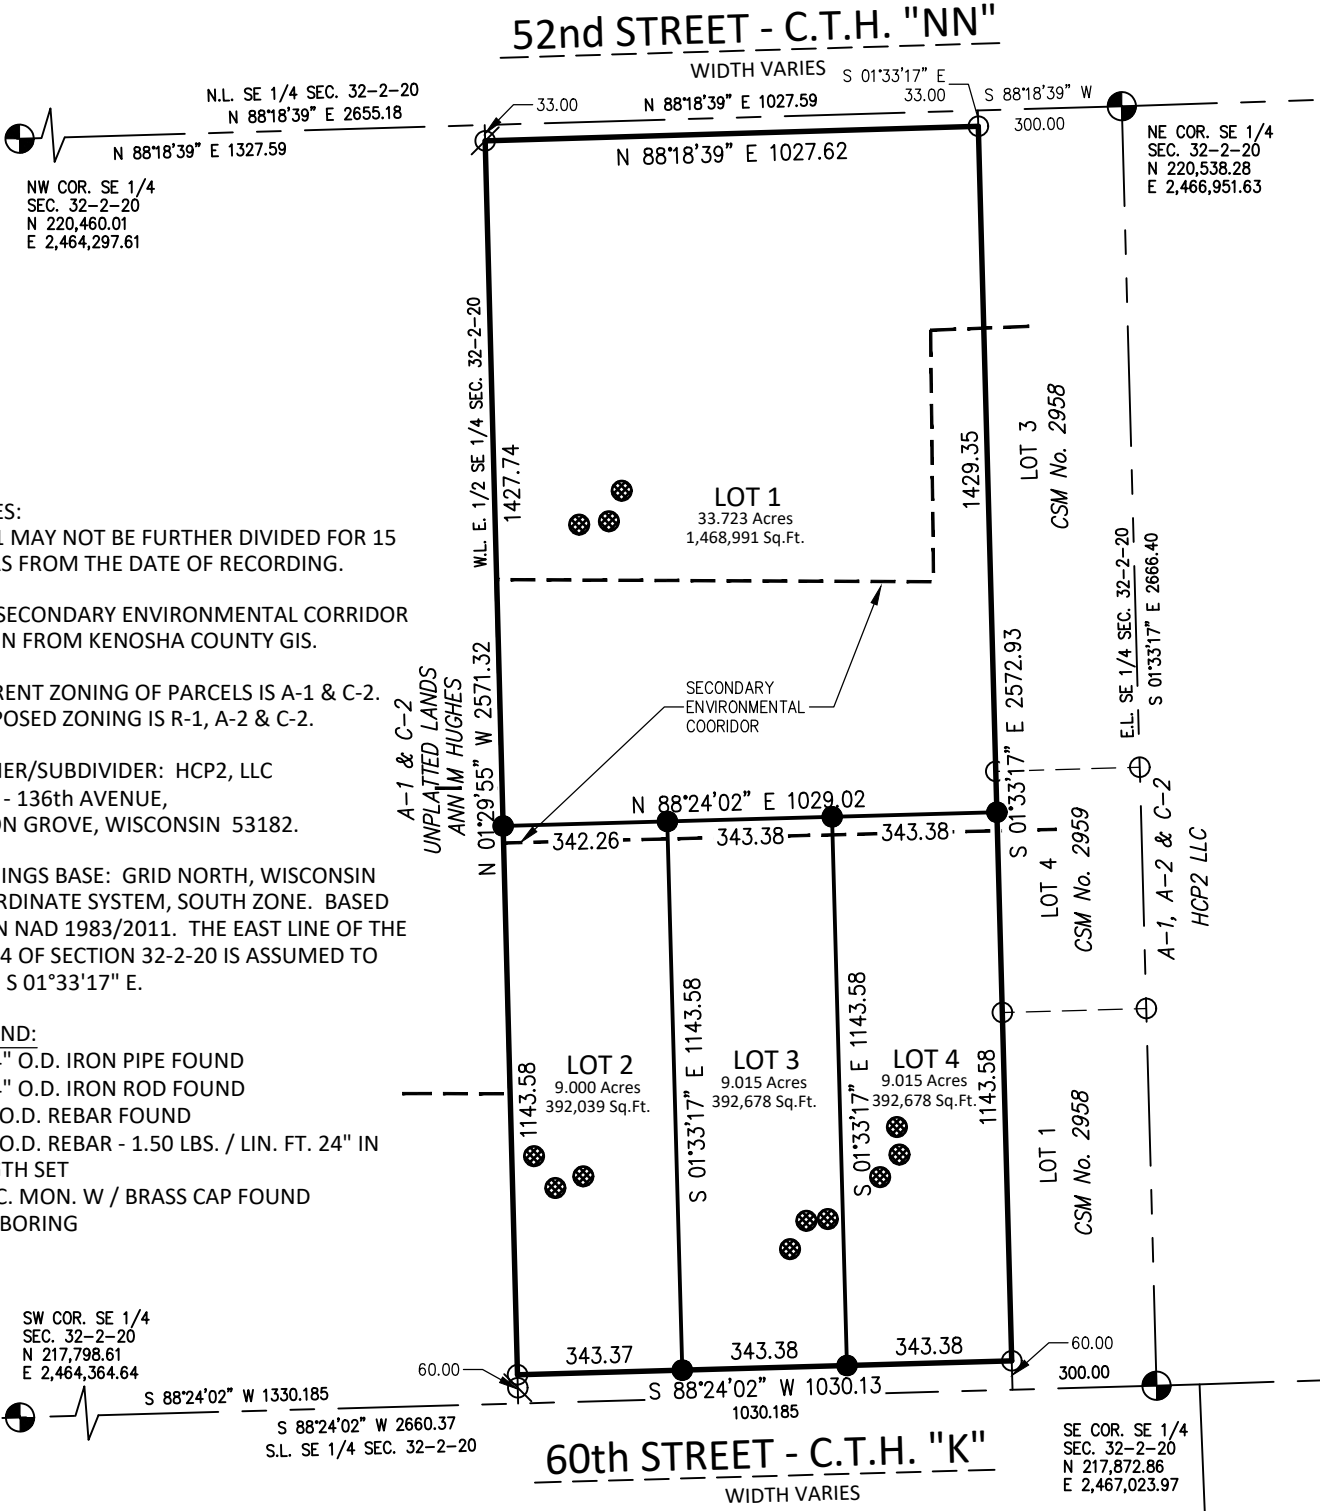 52nd STREET - C.T.H. "NN"
WIDTH VARIES
N.L. SE 1/4 SEC. 32-2-20
N 88°18'39" E 2655.18
N 88°18'39" E 1327.59
33.00
N 88°18'39" E 1027.59
33.00
S 01°33'17" E
S 88°18'39" W
300.00
N 88°18'39" E 1027.62
NW COR. SE 1/4
SEC. 32-2-20
N 220,460.01
E 2,464,297.61
NE COR. SE 1/4
SEC. 32-2-20
N 220,538.28
E 2,466,951.63
W.L. E. 1/2 SE 1/4 SEC. 32-2-20
1427.74
N 01°29'55" W 2571.32
A-1 & C-2
UNPLATTED LANDS
ANN M HUGHES
LOT 1
33.723 Acres
1,468,991 Sq.Ft.
1429.35
S 01°33'17" E 2572.93
LOT 3
CSM No. 2958
E.L. SE 1/4 SEC. 32-2-20
S 01°33'17" E 2666.40
SECONDARY
ENVIRONMENTAL
COORIDOR
ES:
1 MAY NOT BE FURTHER DIVIDED FOR 15
S FROM THE DATE OF RECORDING.
SECONDARY ENVIRONMENTAL CORRIDOR
N FROM KENOSHA COUNTY GIS.
RENT ZONING OF PARCELS IS A-1 & C-2.
POSED ZONING IS R-1, A-2 & C-2.
ER/SUBDIVIDER: HCP2, LLC
- 136th AVENUE,
ON GROVE, WISCONSIN 53182.
INGS BASE: GRID NORTH, WISCONSIN
RDINATE SYSTEM, SOUTH ZONE. BASED
N NAD 1983/2011. THE EAST LINE OF THE
4 OF SECTION 32-2-20 IS ASSUMED TO
S 01°33'17" E.
ND:
" O.D. IRON PIPE FOUND
" O.D. IRON ROD FOUND
O.D. REBAR FOUND
O.D. REBAR - 1.50 LBS. / LIN. FT. 24" IN
TH SET
C. MON. W / BRASS CAP FOUND
BORING
N 88°24'02" E 1029.02
342.26
343.38
343.38
LOT 4
CSM No. 2959
A-1, A-2 & C-2
HCP2 LLC
1143.58
LOT 2
9.000 Acres
392,039 Sq.Ft.
S 01°33'17" E 1143.58
LOT 3
9.015 Acres
392,678 Sq.Ft.
S 01°33'17" E 1143.58
LOT 4
9.015 Acres
392,678 Sq.Ft.
1143.58
LOT 1
CSM No. 2958
SW COR. SE 1/4
SEC. 32-2-20
N 217,798.61
E 2,464,364.64
60.00
343.37
343.38
343.38
60.00
300.00
S 88°24'02" W 1330.185
S 88°24'02" W 1030.13
1030.185
S 88°24'02" W 2660.37
S.L. SE 1/4 SEC. 32-2-20
SE COR. SE 1/4
SEC. 32-2-20
N 217,872.86
E 2,467,023.97
60th STREET - C.T.H. "K"
WIDTH VARIES